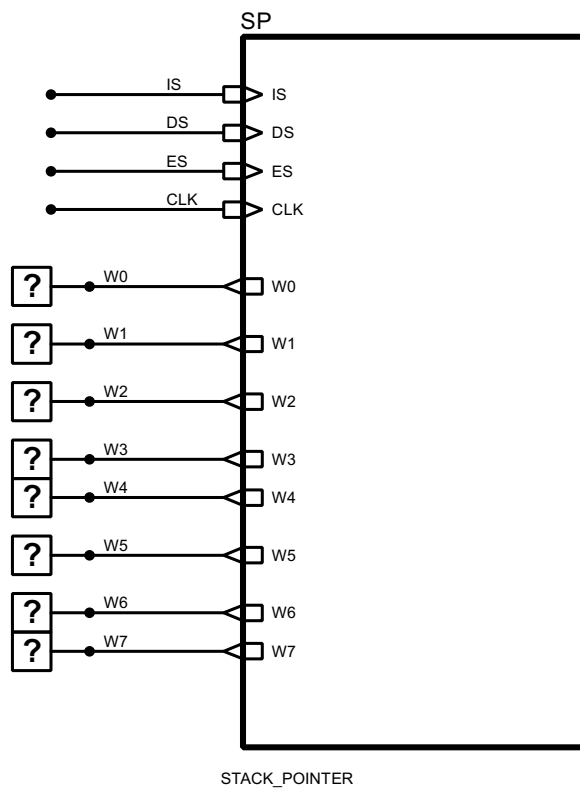 SP
IS IS
DS DS
ES ES
CLK CLK
? W0 W0
? W1 W1
? W2 W2
? W3 W3
? W4 W4
? W5 W5
? W6 W6
? W7 W7
STACK_POINTER